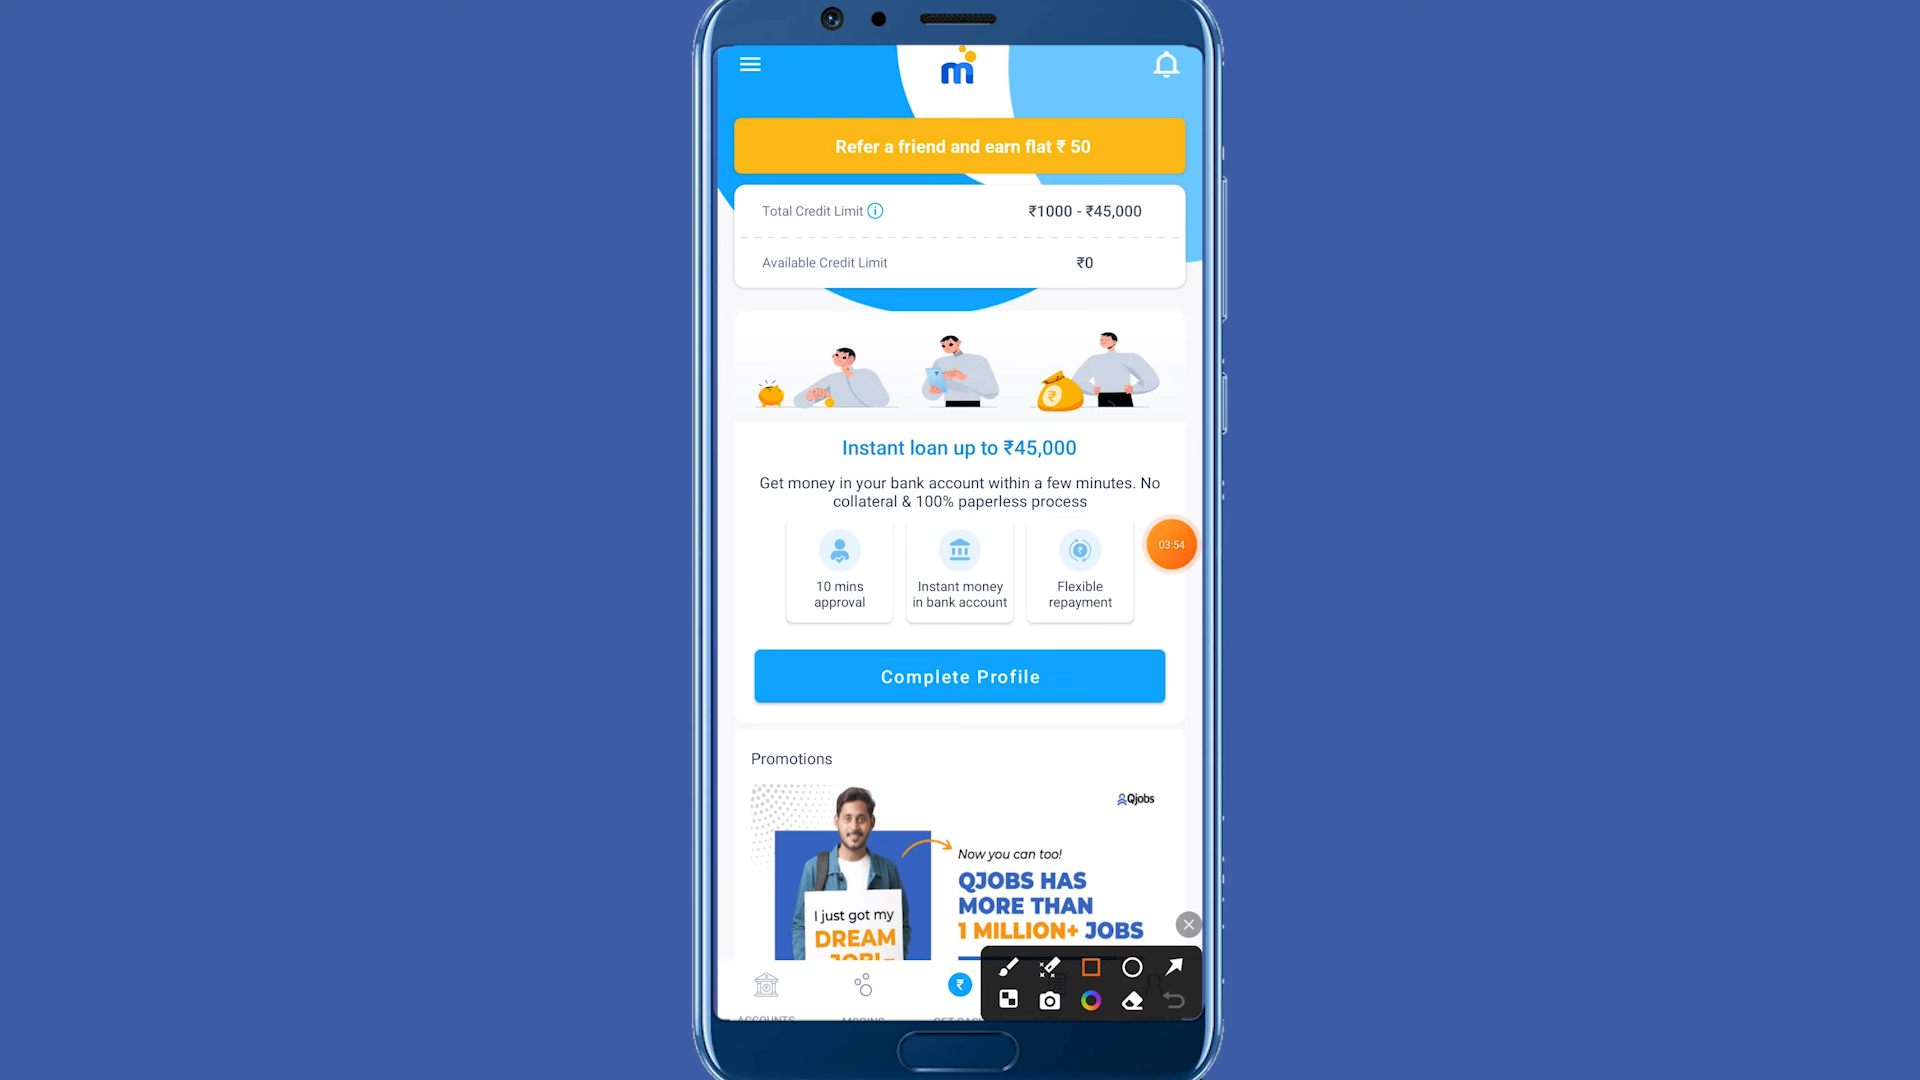 m
Refer a friend and earn flat ₹ 50
Total Credit Limit ₹1000 - ₹45,000
Available Credit Limit ₹0
Instant loan up to ₹45,000
Get money in your bank account within a few minutes. No
collateral & 100% paperless process
10 mins
approval
Instant money
in bank account
Flexible
repayment
03:54
Complete Profile
Promotions
Qjobs
Now you can too!
QJOBS HAS
MORE THAN
1 MILLION+ JOBS
I just got my
DREAM
JOB!
ACCOUNTS